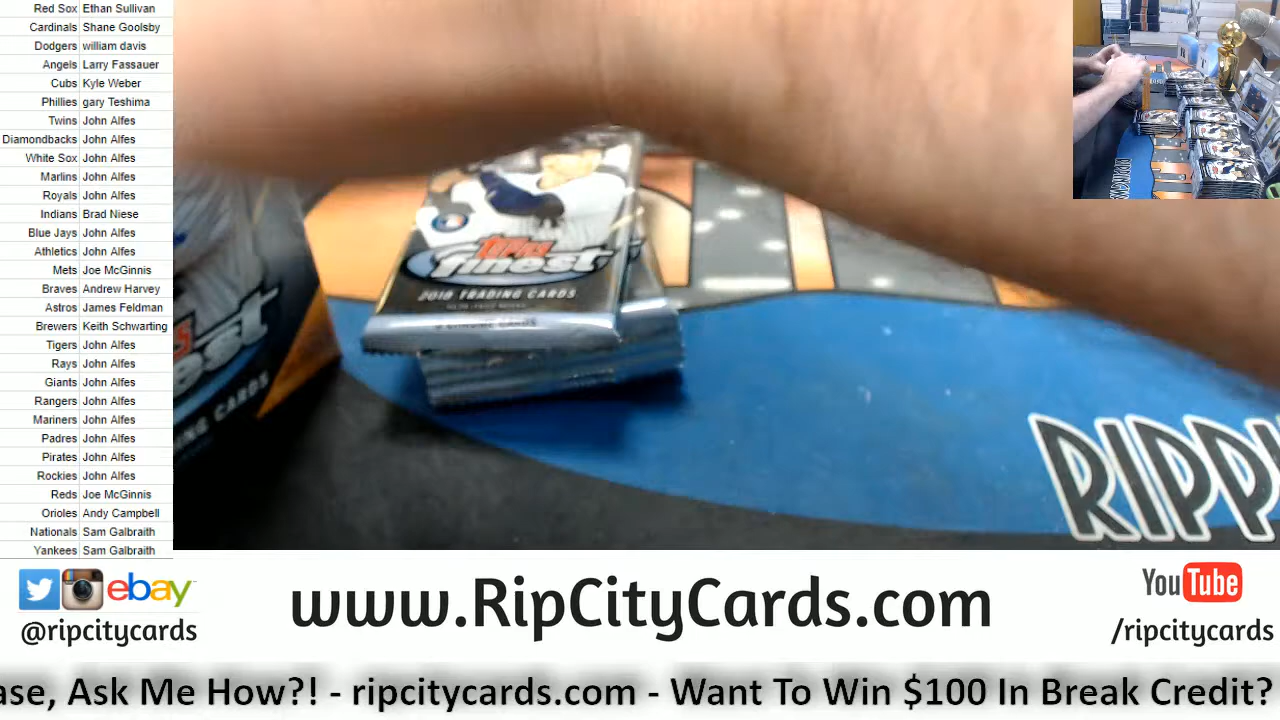 Red Sox Ethan Sullivan
Cardinals Shane Goolsby
Dodgers william davis
Angels Larry Fassauer
Cubs Kyle Weber
Phillies gary Teshima
Twins John Alfes
Diamondbacks John Alfes
White Sox John Alfes
Marlins John Alfes
Royals John Alfes
Indians Brad Niese
Blue Jays John Alfes
Athletics John Alfes
Mets Joe McGinnis
Braves Andrew Harvey
Astros James Feldman
Brewers Keith Schwarting
Tigers John Alfes
Rays John Alfes
Giants John Alfes
Rangers John Alfes
Mariners John Alfes
Padres John Alfes
Pirates John Alfes
Rockies John Alfes
Reds Joe McGinnis
Orioles Andy Campbell
Nationals Sam Galbraith
Yankees Sam Galbraith
TOPPS
finest
2018 TRADING CARDS
RIPP
ebay
@ripcitycards
www.RipCityCards.com
YouTube
/ripcitycards
ase, Ask Me How?! - ripcitycards.com - Want To Win $100 In Break Credit?